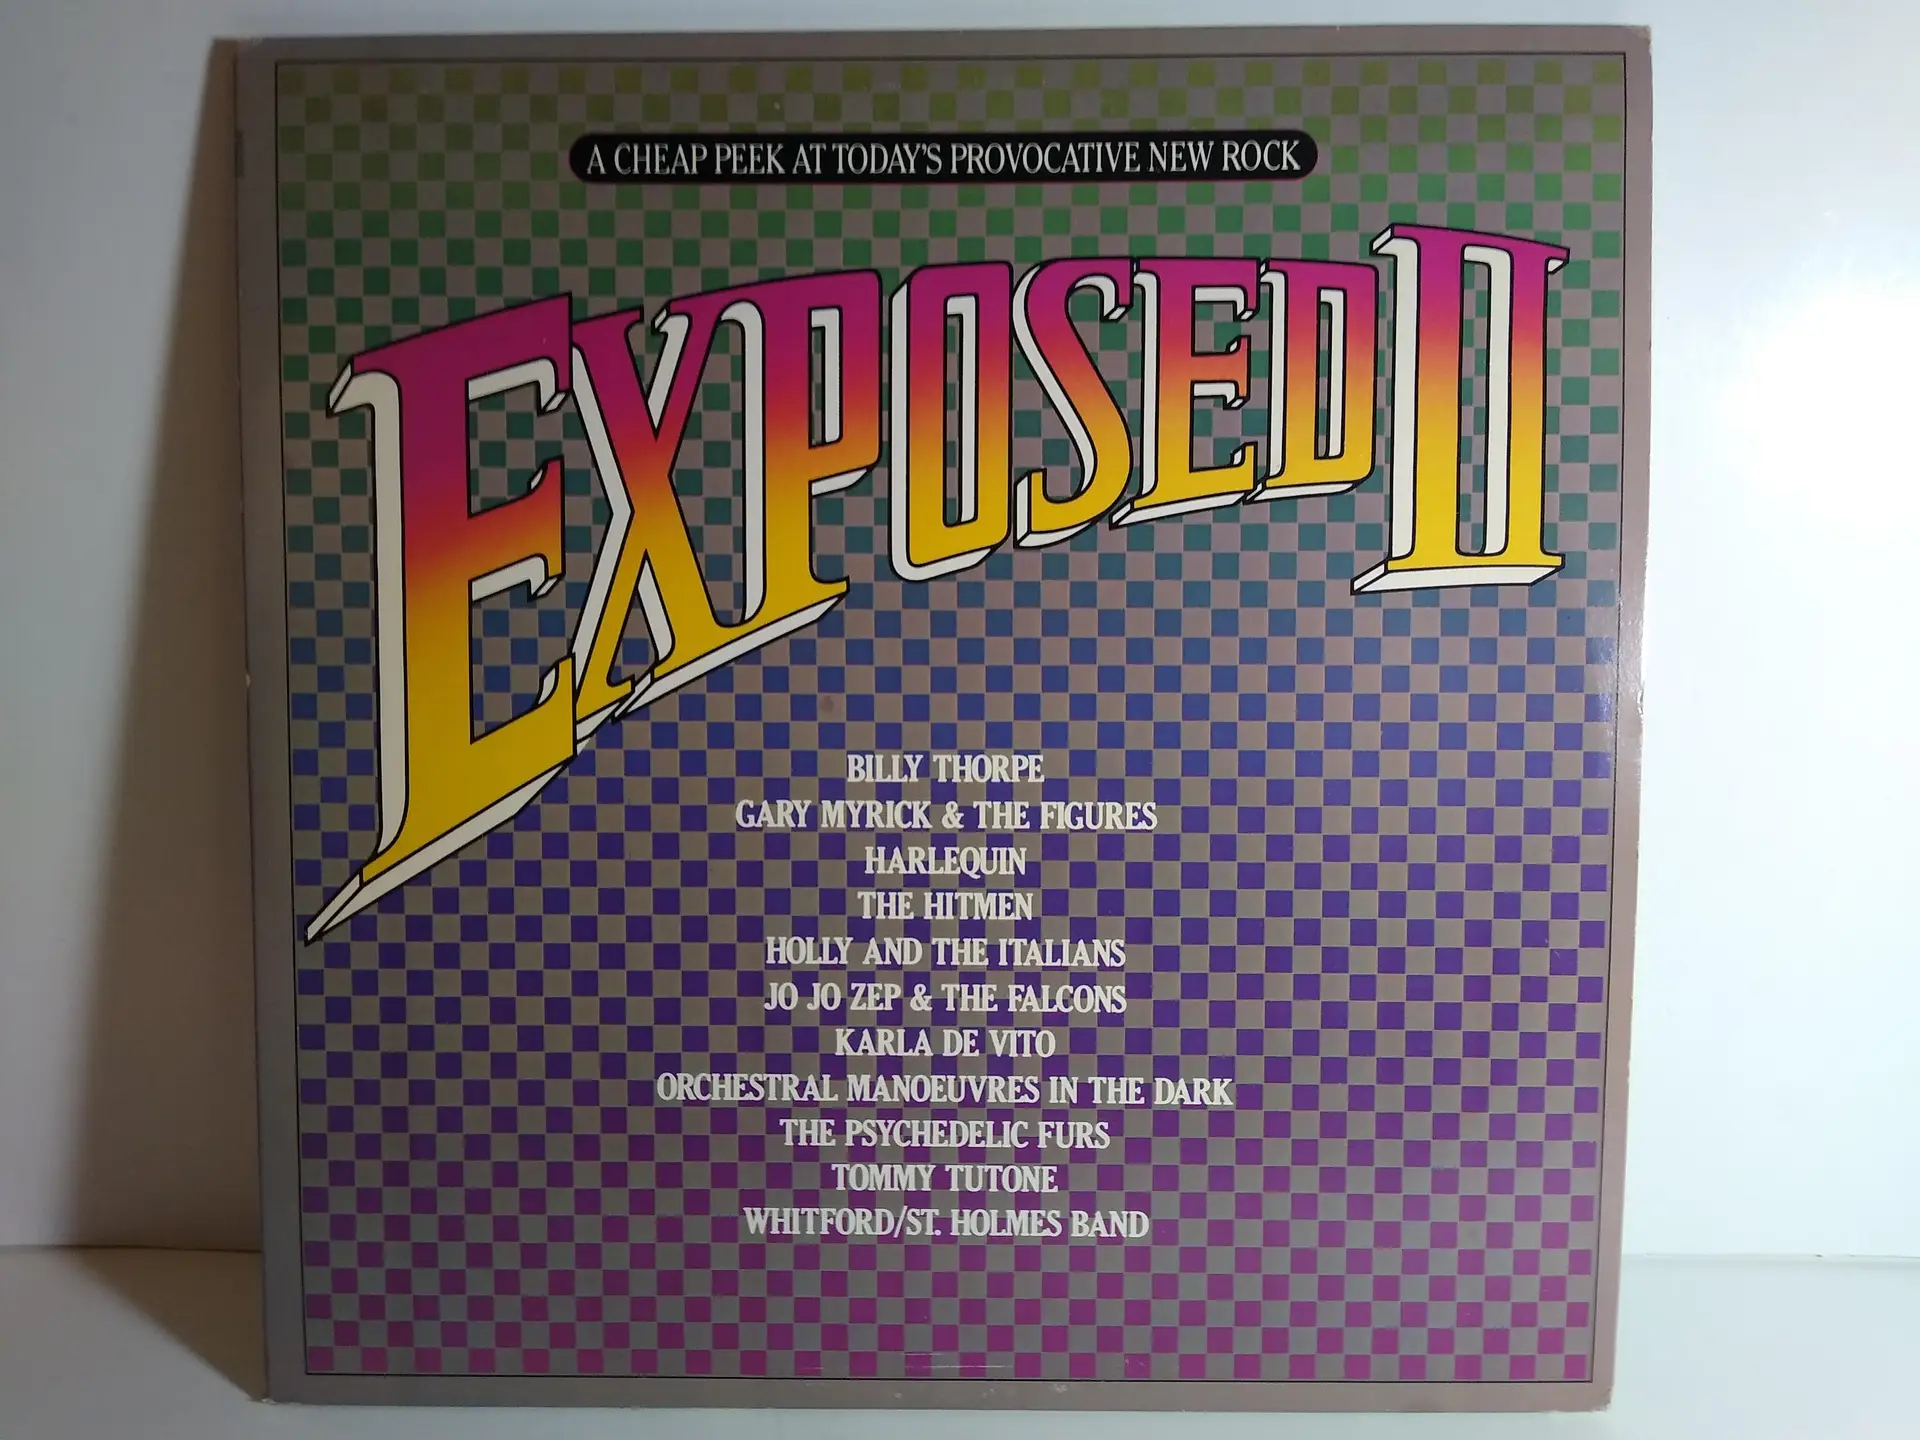 A CHEAP PEEK AT TODAY'S PROVOCATIVE NEW ROCK
EXPOSED II
BILLY THORPE
GARY MYRICK & THE FIGURES
HARLEQUIN
THE HITMEN
HOLLY AND THE ITALIANS
JO JO ZEP & THE FALCONS
KARLA DE VITO
ORCHESTRAL MANOEUVRES IN THE DARK
THE PSYCHEDELIC FURS
TOMMY TUTONE
WHITFORD/ST. HOLMES BAND